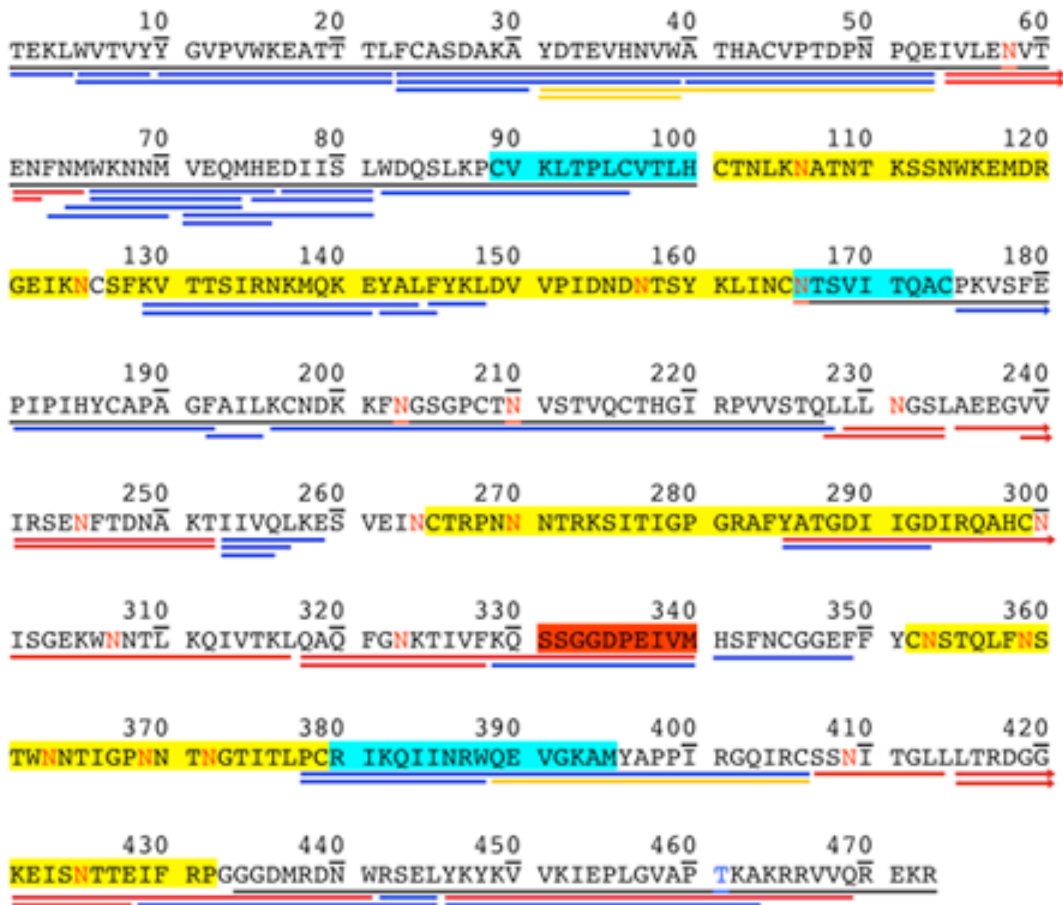 10 20 30 40 50 60
TEKLWVTVYY GVPVWKEATT TLFCASDAKA YDTEVHNVWA THACVPTDPN PQEIVLENVT
70 80 90 100 110 120
ENFNMWKNNM VEQMHEDIIS LWDQSLKPCV KLTPLCVTLH CTNLKNATNT KSSNWKEMDR
130 140 150 160 170 180
GEIKNCSFKV TTSIRNKMQK EYALFYKLDV VPIDNDNTSY KLINCNTSVI TQACPKVSFE
190 200 210 220 230 240
PIPIHYCAPA GFAILKCNDK KFNGSGPCTN VSTVQCTHGI RPVVSTQLLL NGSLAEEGVV
250 260 270 280 290 300
IRSENFTDNA KTIIVQLKES VEINCTRPNN NTRKSITIGP GRAFYATGDI IGDIRQAHCN
310 320 330 340 350 360
ISGEKWNNTL KQIVTKLQAQ FGNKTIVFKQ SSGGDPEIVM HSFNCGGEFF YCNSTQLFNS
370 380 390 400 410 420
TWNNTIGPNN TNGTITLPCR IKQIINRWQE VGKAMYAPPI RGQIRCSSNI TGLLLTRDGG
430 440 450 460 470
KEISNTTEIF RPGGGDMRDN WRSELYKYKV VKIEPLGVAP TKAKRRVVQR EKR